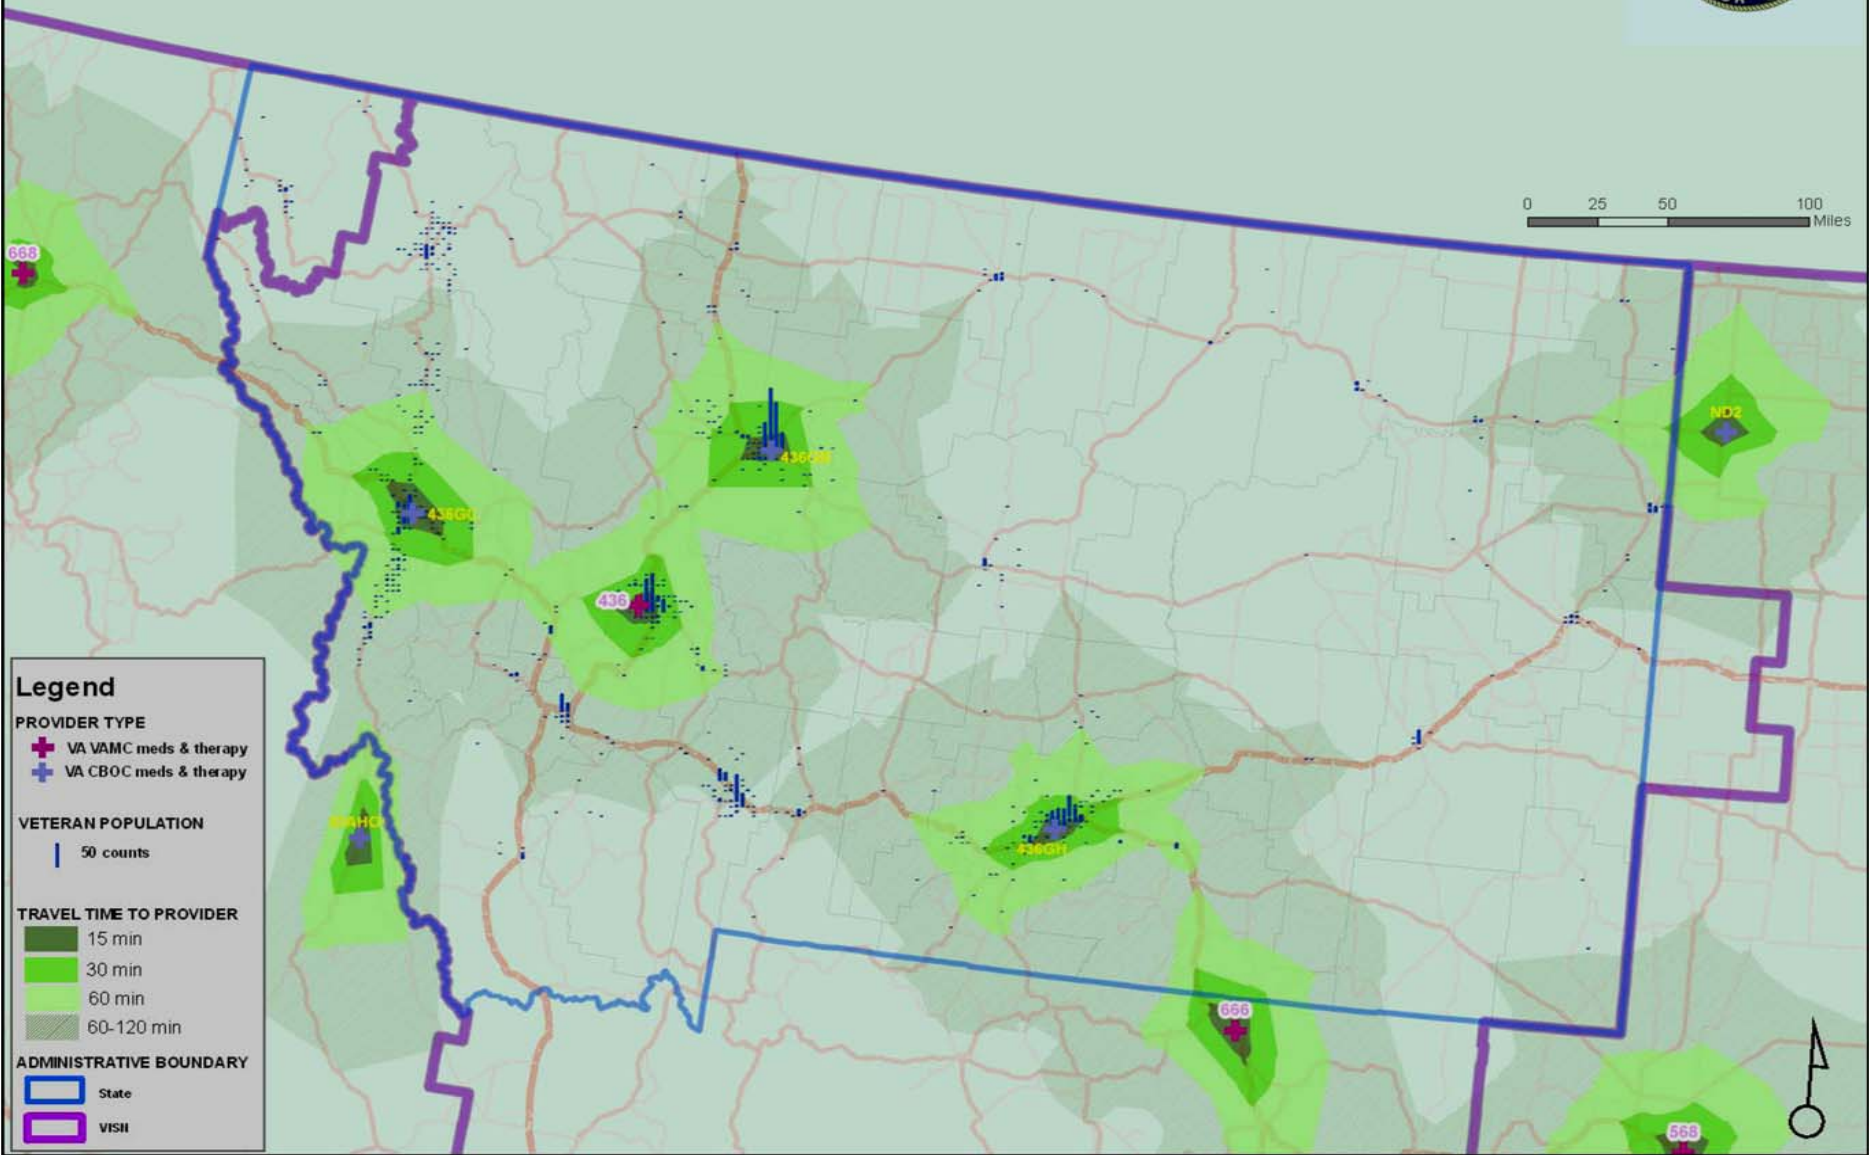 668
0 25 50 100
Miles
ND2
436
436GH
666
568
Legend
PROVIDER TYPE
VA VAMC meds & therapy
VA CBOC meds & therapy
VETERAN POPULATION
50 counts
TRAVEL TIME TO PROVIDER
15 min
30 min
60 min
60-120 min
ADMINISTRATIVE BOUNDARY
State
VISN